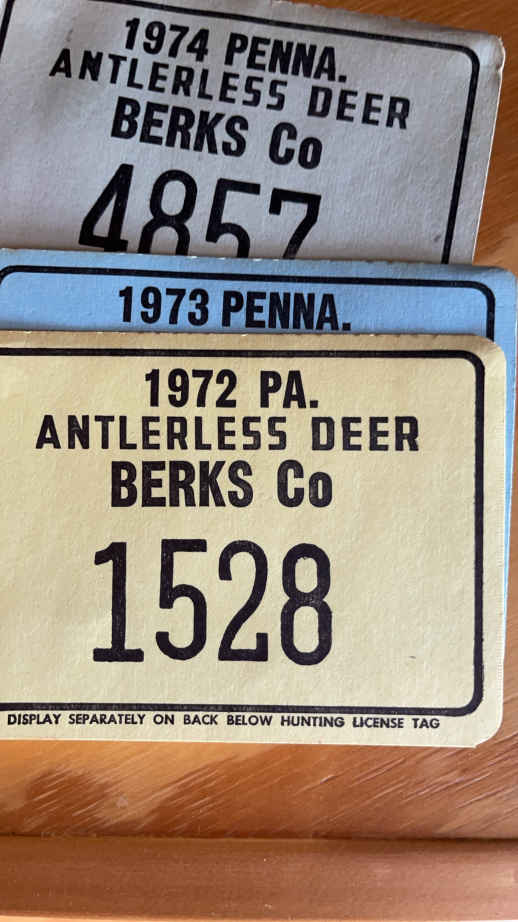 1974 PENNA.
ANTLERLESS DEER
BERKS Co
4857
1973 PENNA.
1972 PA.
ANTLERLESS DEER
BERKS Co
1528
DISPLAY SEPARATELY ON BACK BELOW HUNTING LICENSE TAG